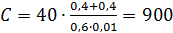 C = 40 · (0,4+0,4)/(0,6·0,01) = 900